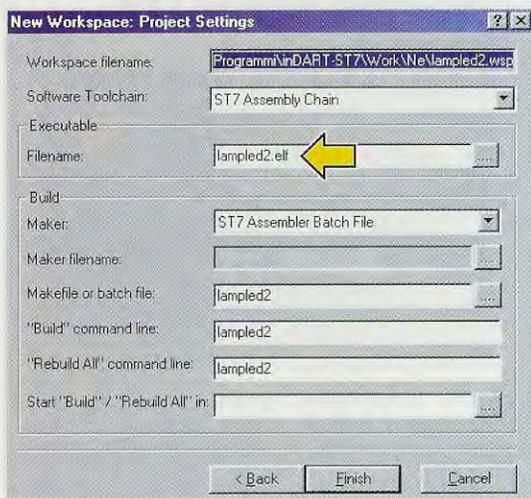 New Workspace: Project Settings
Workspace filename: Programmi\inDART-ST7\Work\Ne\lampled2.wsp
Software Toolchain: ST7 Assembly Chain
Executable
Filename: lampled2.elf ....
Build
Maker: ST7 Assembler Batch File
Maker filename: ....
Makefile or batch file: lampled2 ....
"Build" command line: lampled2
"Rebuild All" command line: lampled2
Start "Build" / "Rebuild All" in: ....
< Back Finish Cancel